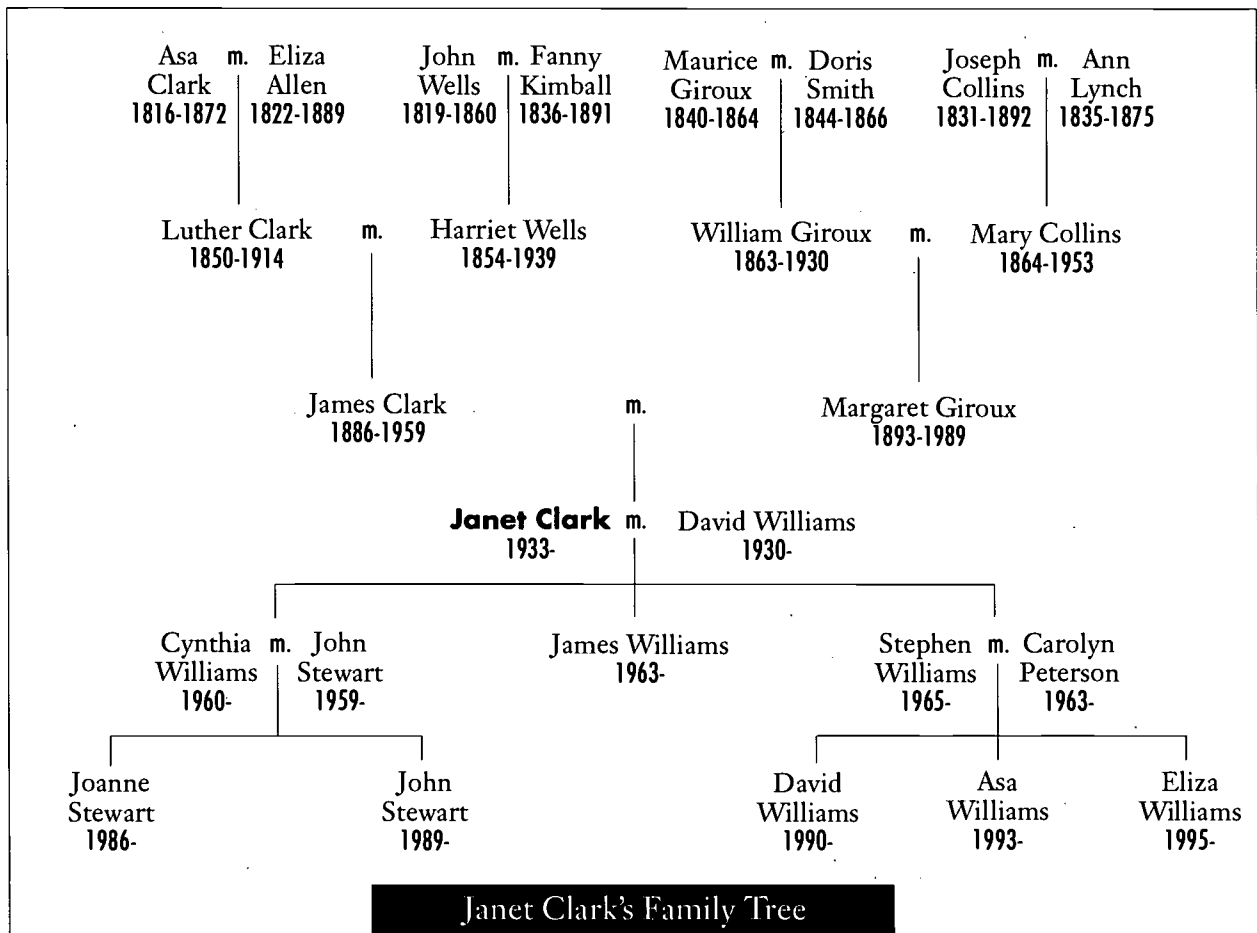 Asa m. Eliza John m. Fanny Maurice m. Doris Joseph m. Ann
Clark Allen Wells Kimball Giroux Smith Collins Lynch
1816-1872 1822-1889 1819-1860 1836-1891 1840-1864 1844-1866 1831-1892 1835-1875
Luther Clark m. Harriet Wells William Giroux m. Mary Collins
1850-1914 1854-1939 1863-1930 1864-1953
James Clark m. Margaret Giroux
1886-1959 1893-1989
Janet Clark m. David Williams
1933- 1930-
Cynthia m. John James Williams Stephen m. Carolyn
Williams Stewart 1963- Williams Peterson
1960- 1959- 1965- 1963-
Joanne John David Asa Eliza
Stewart Stewart Williams Williams Williams
1986- 1989- 1990- 1993- 1995-
Janet Clark's Family Tree